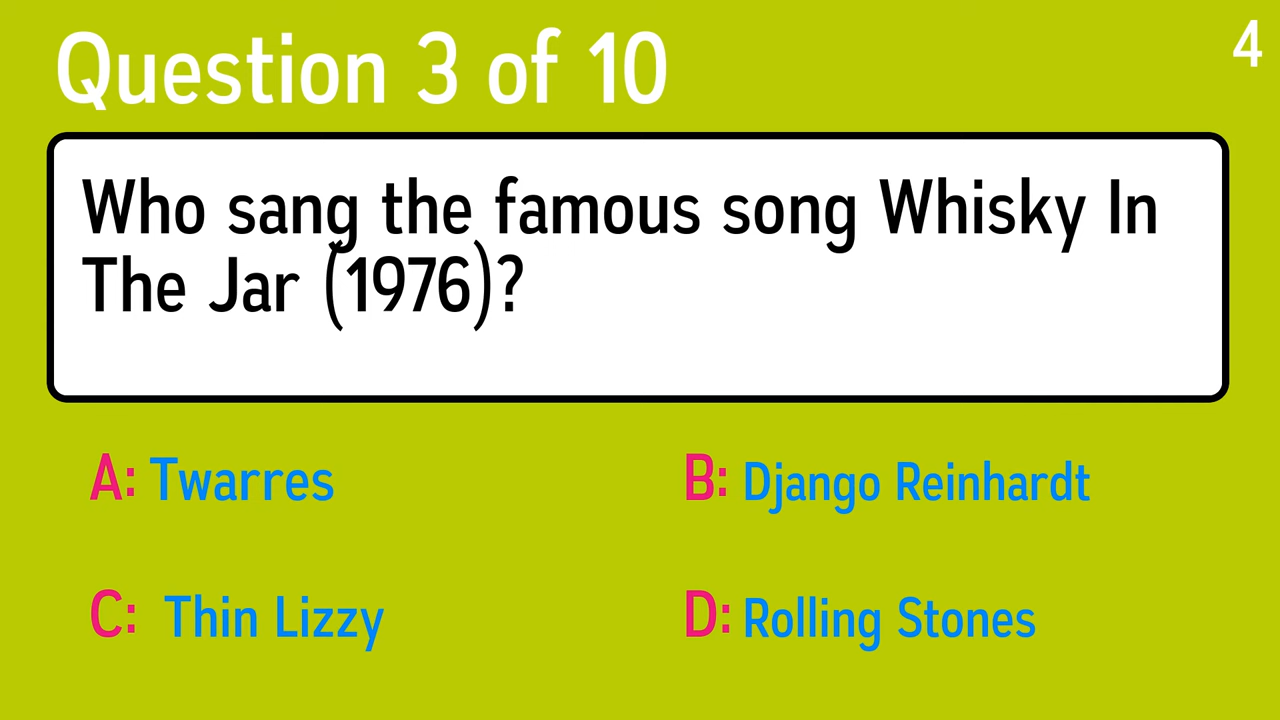 Question 3 of 10
4
Who sang the famous song Whisky In
The Jar (1976)?
A: Twarres
B: Django Reinhardt
C: Thin Lizzy
D: Rolling Stones